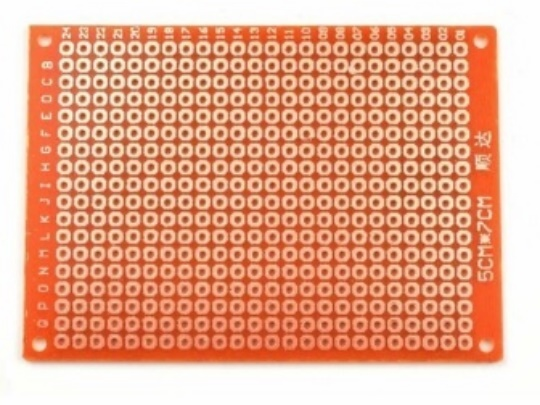 24 23 22 21 20 19 18 17 16 15 14 13 12 11 10 09 08 07 06 05 04 03 02 01
Q P O N M L K J I H G F E D C B
5CM*7CM 顺达